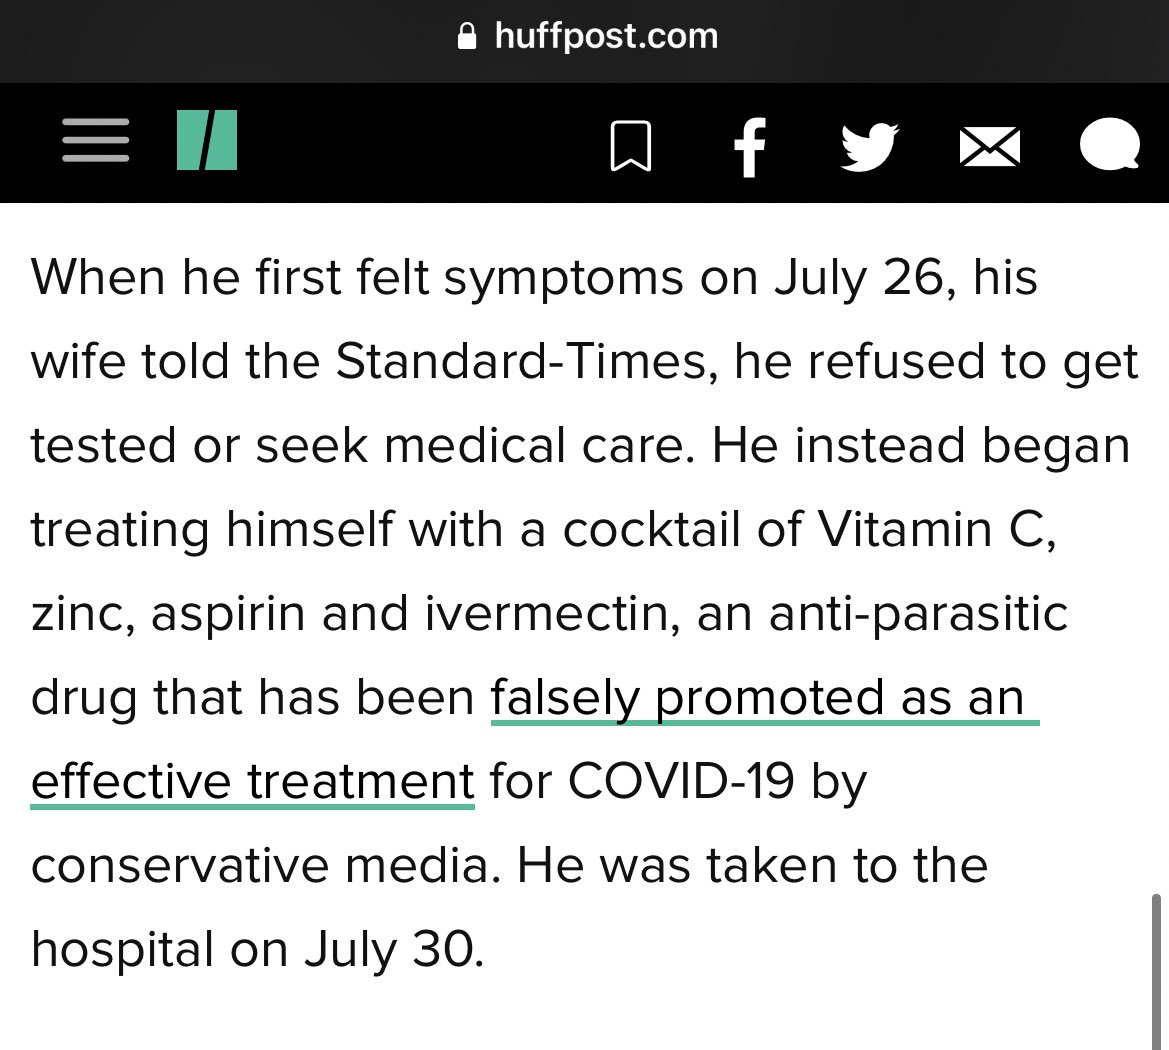 huffpost.com
When he first felt symptoms on July 26, his
wife told the Standard-Times, he refused to get
tested or seek medical care. He instead began
treating himself with a cocktail of Vitamin C,
zinc, aspirin and ivermectin, an anti-parasitic
drug that has been falsely promoted as an
effective treatment for COVID-19 by
conservative media. He was taken to the
hospital on July 30.